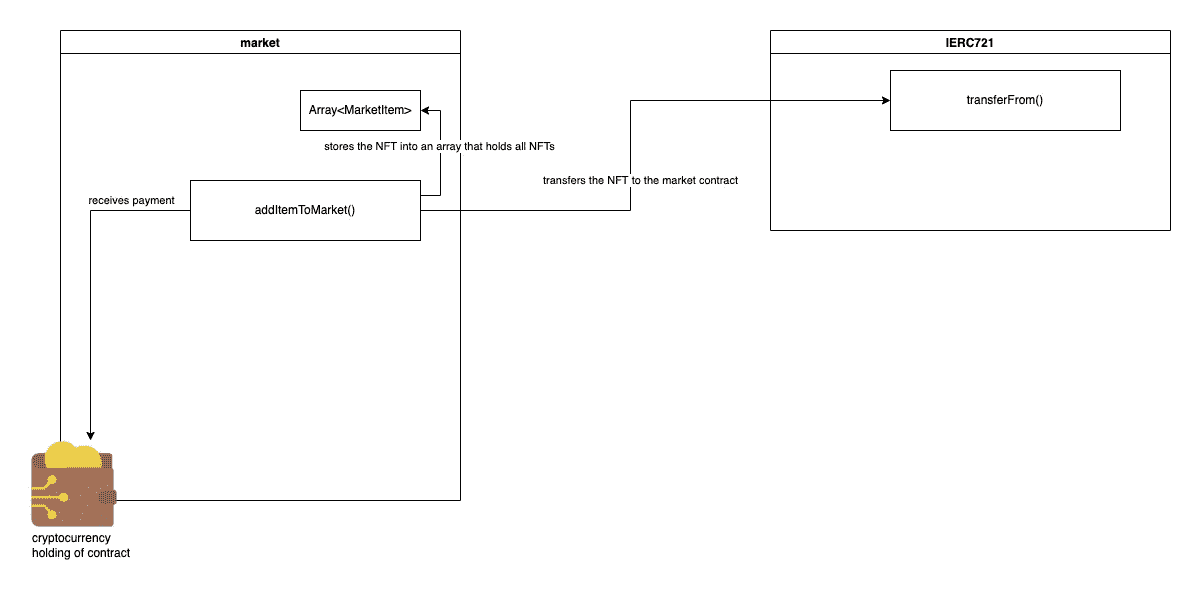 market
IERC721
Array<MarketItem>
transferFrom()
stores the NFT into an array that holds all NFTs
transfers the NFT to the market contract
receives payment
addItemToMarket()
cryptocurrency
holding of contract